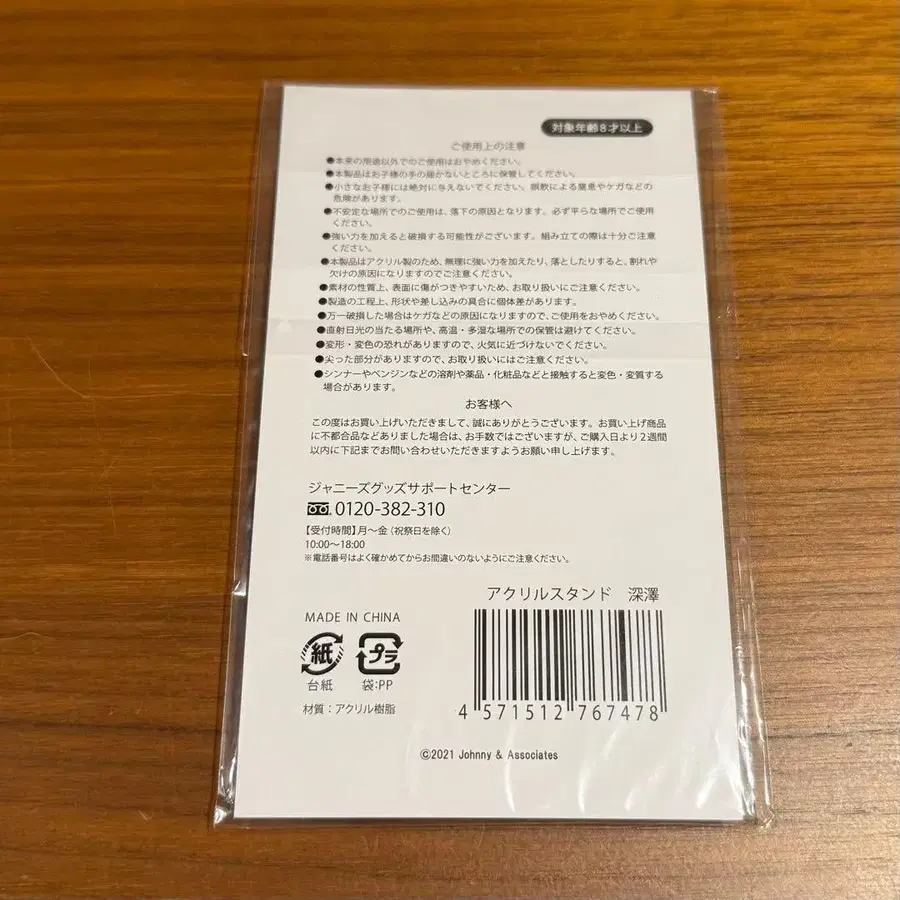 対象年齢8才以上
ご使用上の注意
●本来の用途以外でのご使用はおやめください。
●本製品はお子様の手の届かないところに保管してください。
●小さなお子様には絶対に与えないでください。誤飲による窒息やケガなどの
危険があります。
●不安定な場所でのご使用は、落下の原因となります。必ず平らな場所でご使用
ください。
●強い力を加えると破損する可能性がございます。組み立ての際は十分ご注意
ください。
●本製品はアクリル製のため、無理に強い力を加えたり、落としたりすると、割れや
欠けの原因になりますのでご注意ください。
●素材の性質上、表面に傷がつきやすいため、お取り扱いにご注意ください。
●製造の工程上、形状や差し込みの具合に個体差があります。
●万一破損した場合はケガなどの原因になりますので、ご使用をおやめください。
●直射日光の当たる場所や、高温・多湿な場所での保管は避けてください。
●変形・変色の恐れがありますので、火気に近づけないでください。
●尖った部分がありますので、お取り扱いにはご注意ください。
●シンナーやベンジンなどの溶剤や薬品・化粧品などと接触すると変色・変質する
場合があります。
お客様へ
この度はお買い上げいただきまして、誠にありがとうございます。お買い上げ商品
に不都合品などありました場合は、お手数ではございますが、ご購入日より2週間
以内に下記までお問い合わせいただきますようお願い申し上げます。
ジャニーズグッズサポートセンター
0120-382-310
【受付時間】月〜金（祝祭日を除く）
10:00〜18:00
※電話番号はよく確かめてからお間違いのないようにご注意ください。
アクリルスタンド 深澤
MADE IN CHINA
紙 プラ
台紙 袋:PP
材質：アクリル樹脂
4 571512 767478
©2021 Johnny & Associates